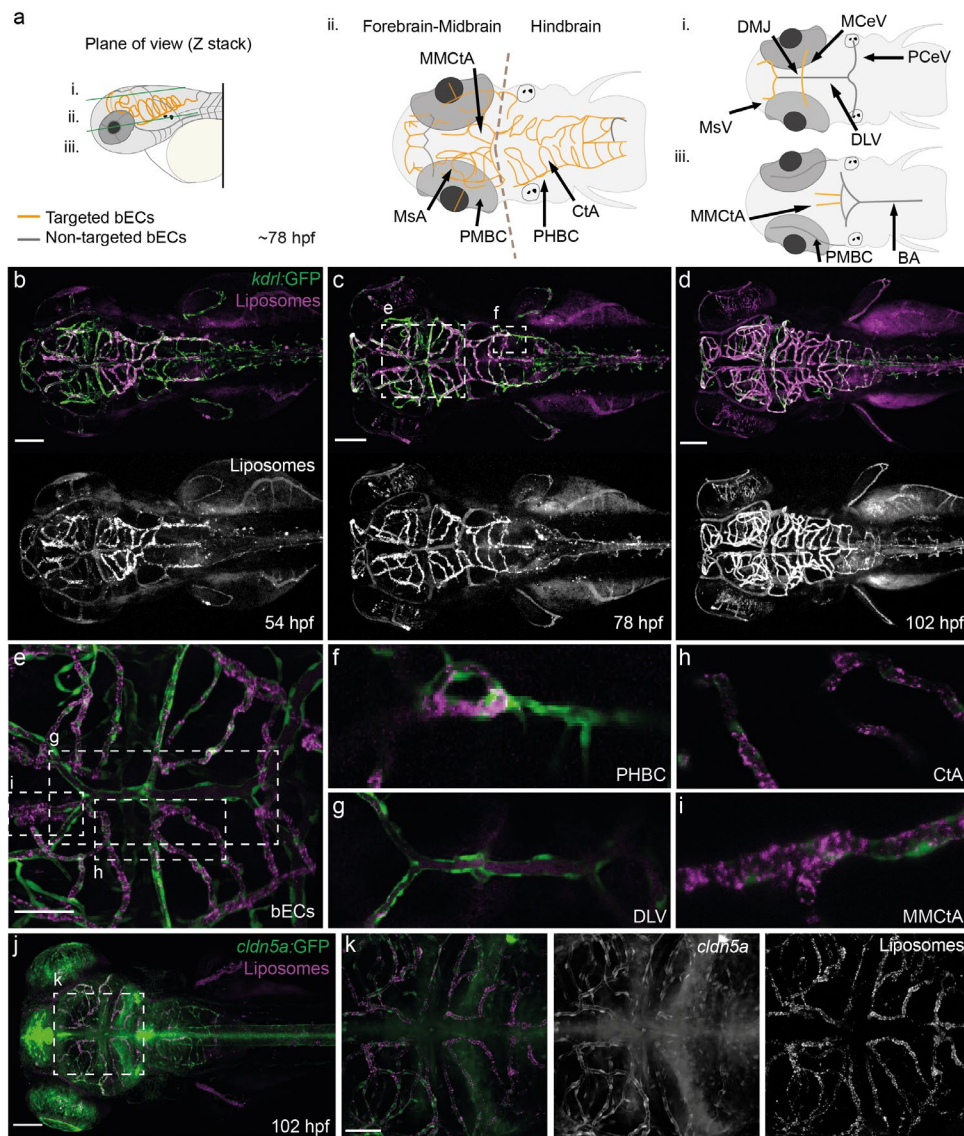 a
Plane of view (Z stack)
i.
ii.
iii.
Targeted bECs
Non-targeted bECs
~78 hpf
ii.
Forebrain-Midbrain
Hindbrain
MMCtA
MsA
PMBC
PHBC
CtA
i.
DMJ
MCeV
PCeV
MsV
DLV
iii.
MMCtA
PMBC
BA
b
kdrl:GFP
Liposomes
Liposomes
54 hpf
c
e
f
78 hpf
d
102 hpf
e
g
i
h
bECs
f
PHBC
g
DLV
h
CtA
i
MMCtA
j
cldn5a:GFP
Liposomes
k
102 hpf
k
cldn5a
Liposomes